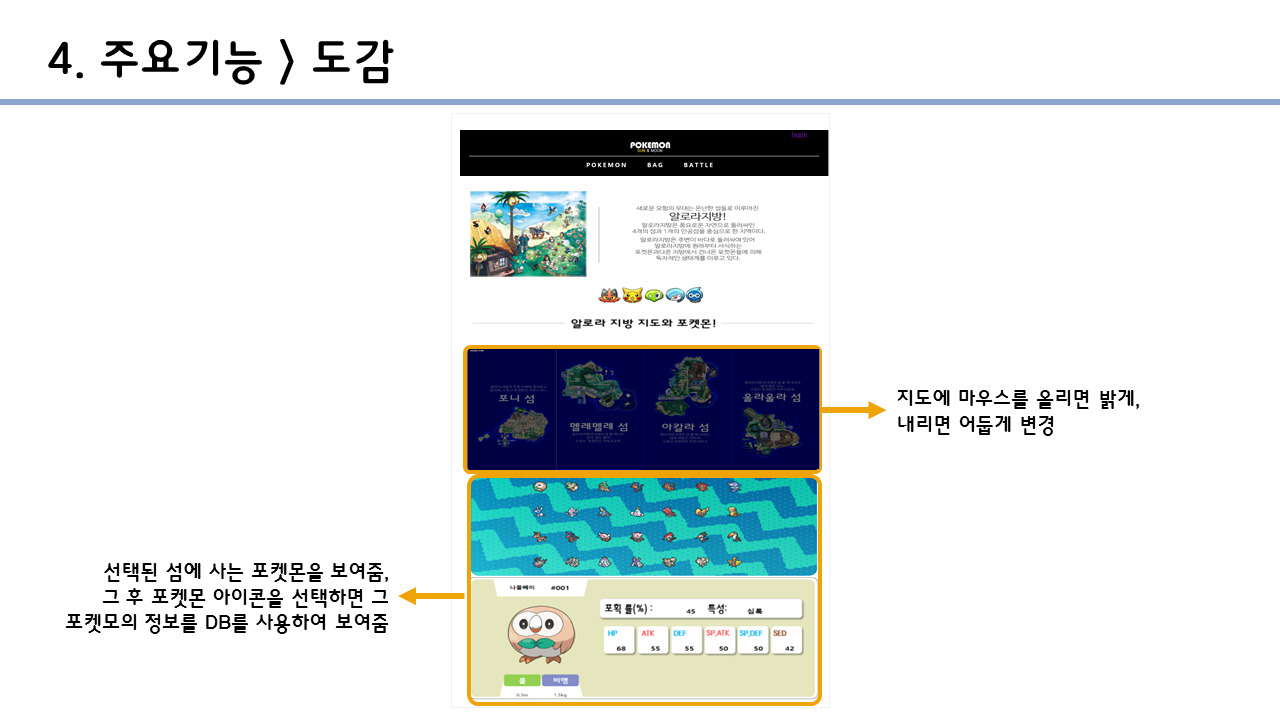 4. 주요기능 > 도감
login
POKEMON
SUN & MOON
POKEMON BAG BATTLE
새로운 모험의 무대는 온난한 섬들로 이루어진
알로라지방!
알로라지방은 풍요로운 자연으로 둘러싸인
4개의 섬과 1개의 인공섬을 중심으로 한 지역이다.
알로라지방은 주변이 바다로 둘러싸여 있어
알로라지방에 원래부터 서식하는
포켓몬과다른 지방에서 건너온 포켓몬들에 의해
독자적인 생태계를 이루고 있다.
알로라 지방 지도와 포켓몬!
포니 섬
멜레멜레 섬
아칼라 섬
울라울라 섬
지도에 마우스를 올리면 밝게,
내리면 어둡게 변경
선택된 섬에 사는 포켓몬을 보여줌,
그 후 포켓몬 아이콘을 선택하면 그
포켓모의 정보를 DB를 사용하여 보여줌
나몰빼미 #001
포획 률(%) : 45 특성: 심록
HP ATK DEF SP,ATK SP,DEF SED
68 55 55 50 50 42
풀 비행
0.3m 1.5kg